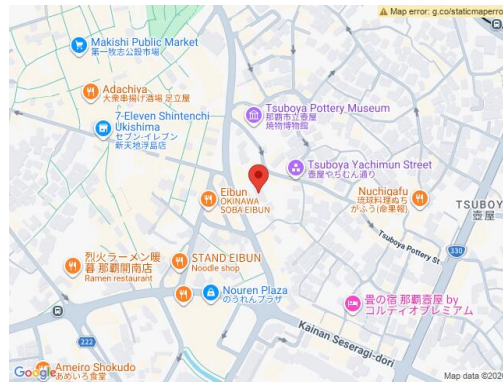 Map error: g.co/staticmaperro
Makishi Public Market
第一牧志公設市場
Adachiya
大衆串揚げ酒場 足立屋
7-Eleven Shintenchi
Ukishima
セブン-イレブン
新天地浮島店
Tsuboya Pottery Museum
那覇市立壺屋
焼物博物館
Tsuboya Yachimun Street
壺屋やちむん通り
Eibun
OKINAWA
SOBA EIBUN
Nuchigafu
琉球料理ぬち
がふう(命果報)
TSUBOY
壺屋
Tsuboya Pottery St
330
烈火ラーメン暖
暮 那覇開南店
Ramen restaurant
STAND EIBUN
Noodle shop
Nouren Plaza
のうれんプラザ
畳の宿 那覇壺屋 by
コルディオプレミアム
Kainan Seseragi-dori
222
Ameiro Shokudo
あめいろ食堂
Google
Map data ©202